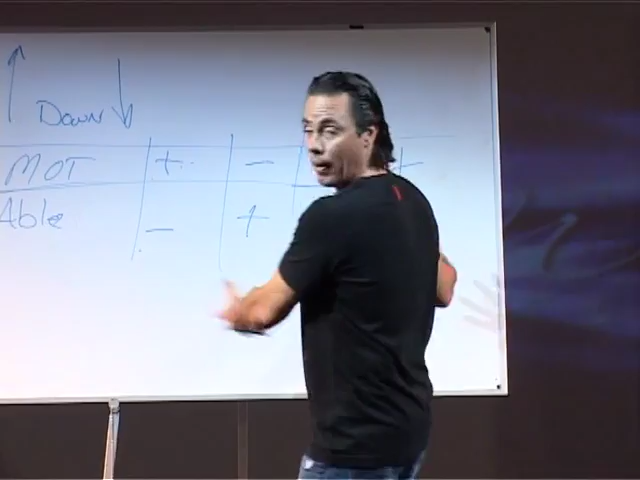 Down
MOT + - +
Able - +